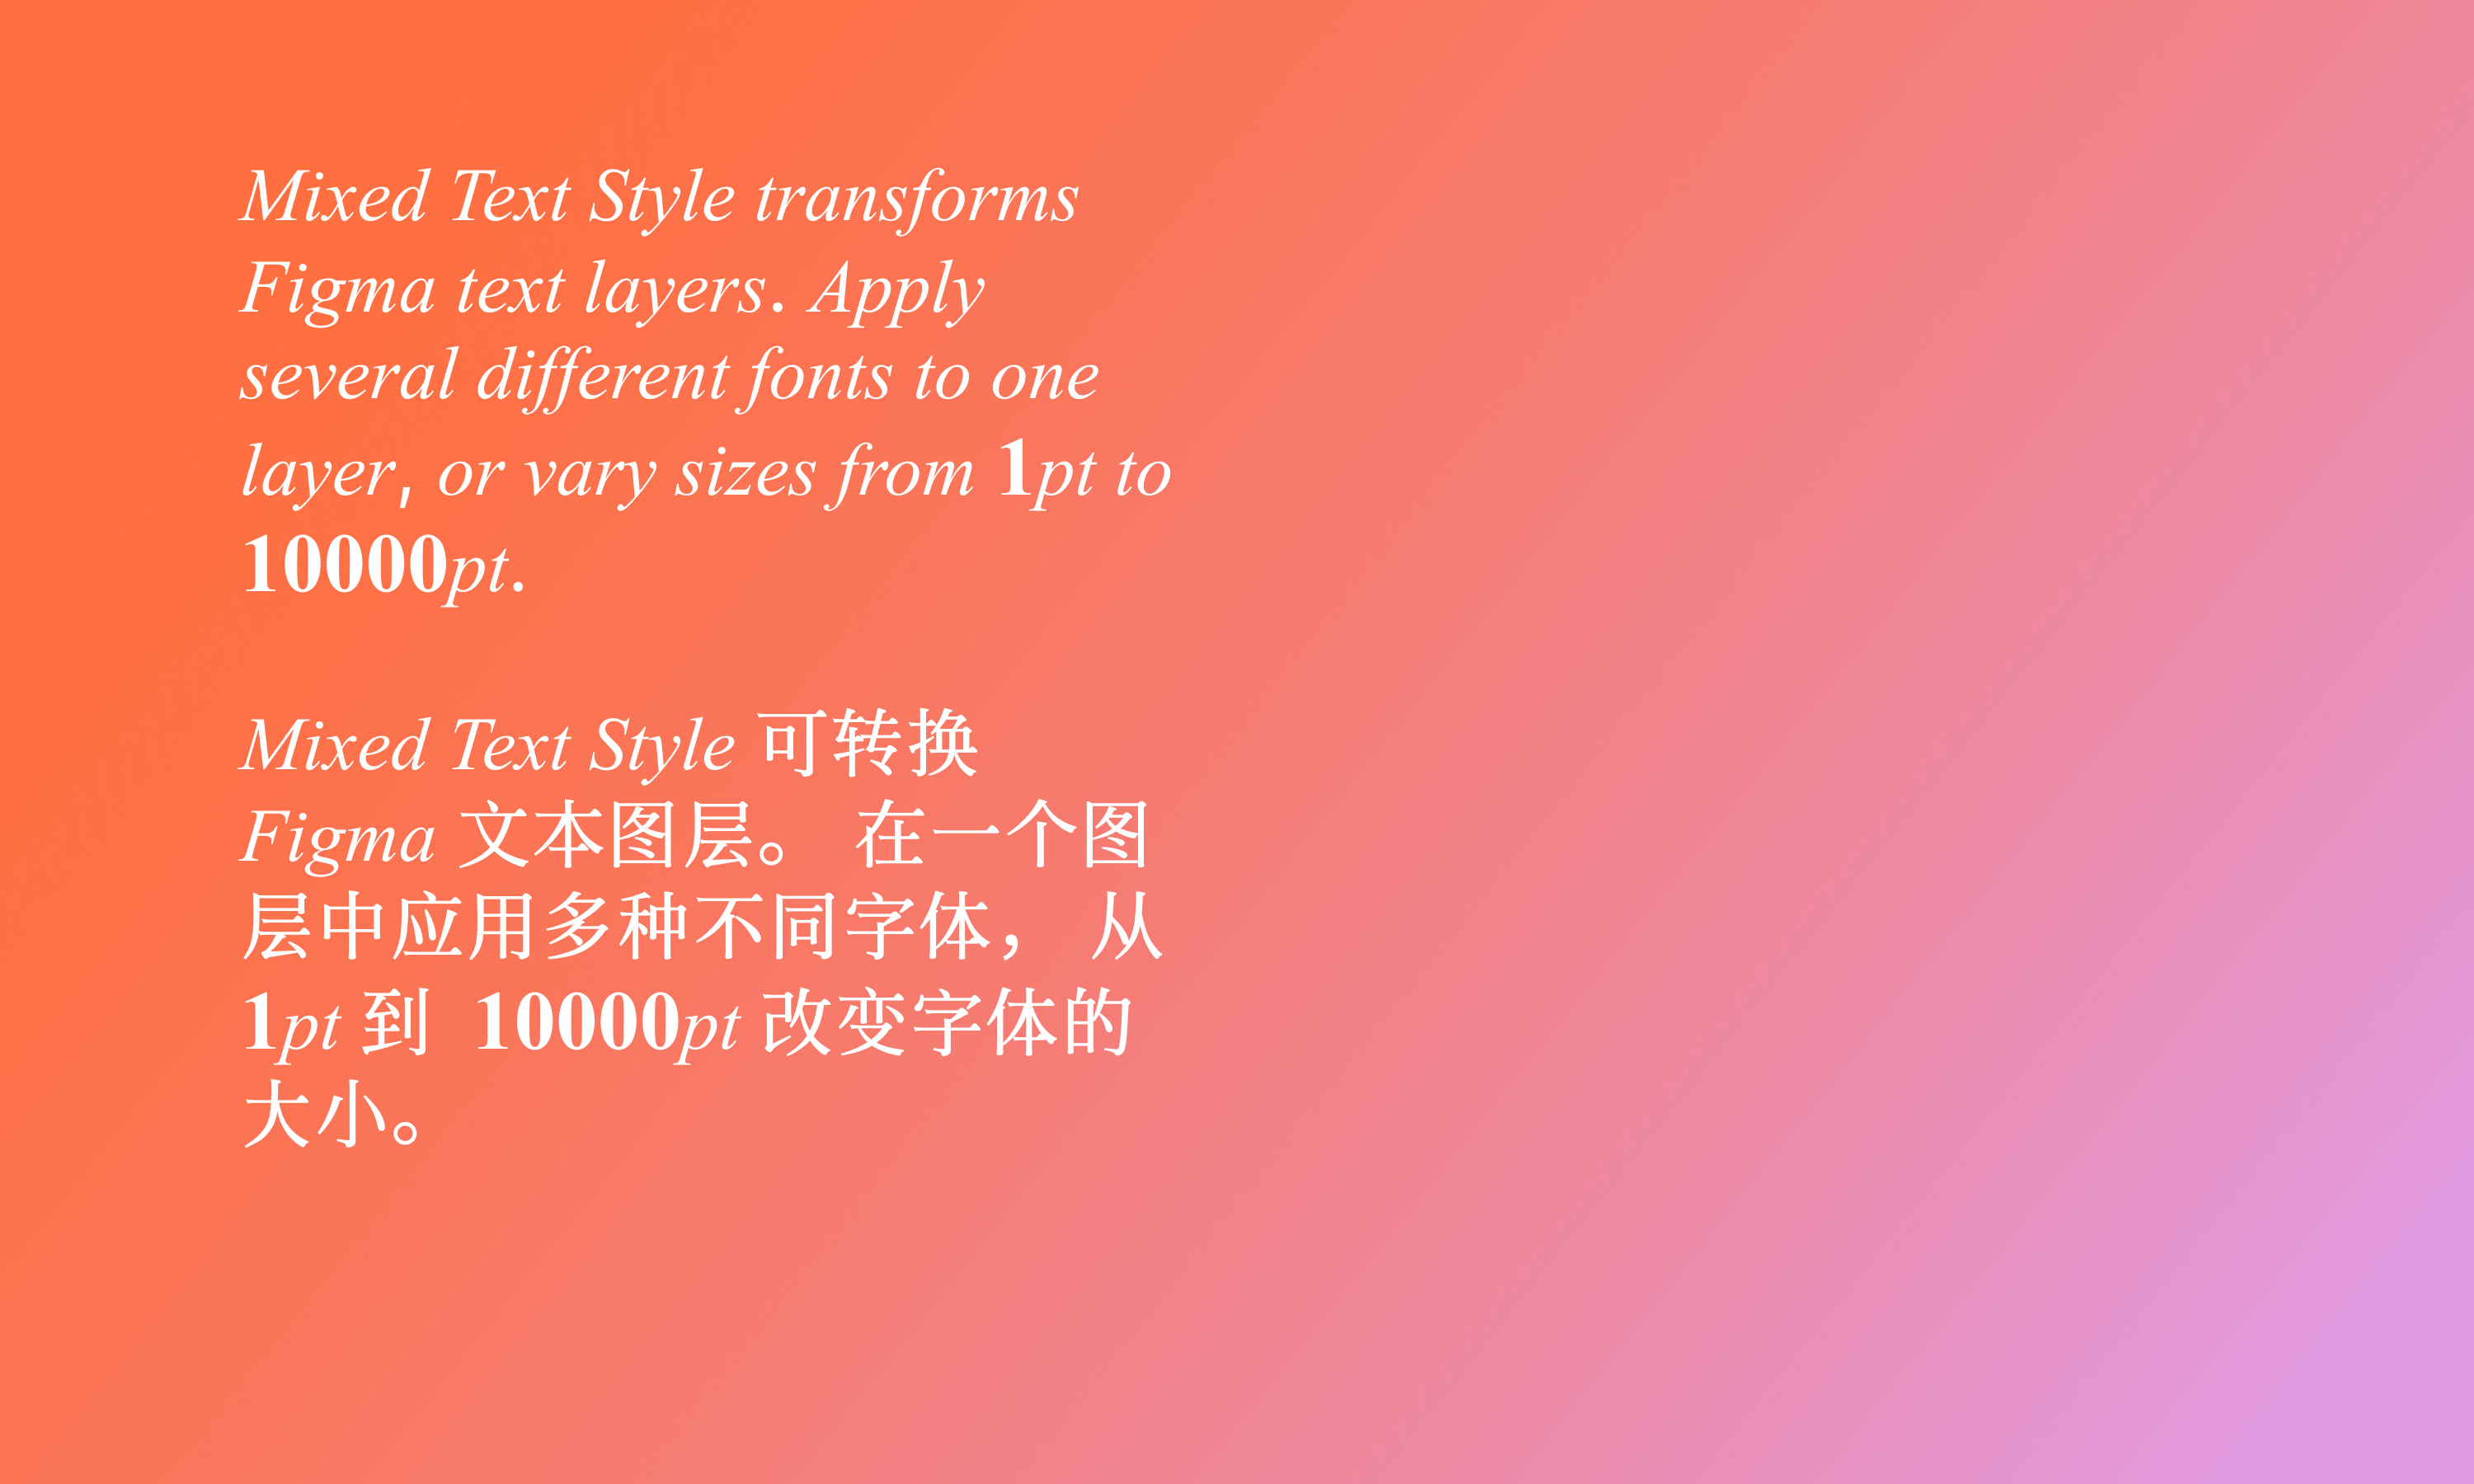 Mixed Text Style transforms
Figma text layers. Apply
several different fonts to one
layer, or vary sizes from 1pt to
10000pt.
Mixed Text Style 可转换
Figma 文本图层。 在一个图
层中应用多种不同字体， 从
1pt 到 10000pt 改变字体的
大小。